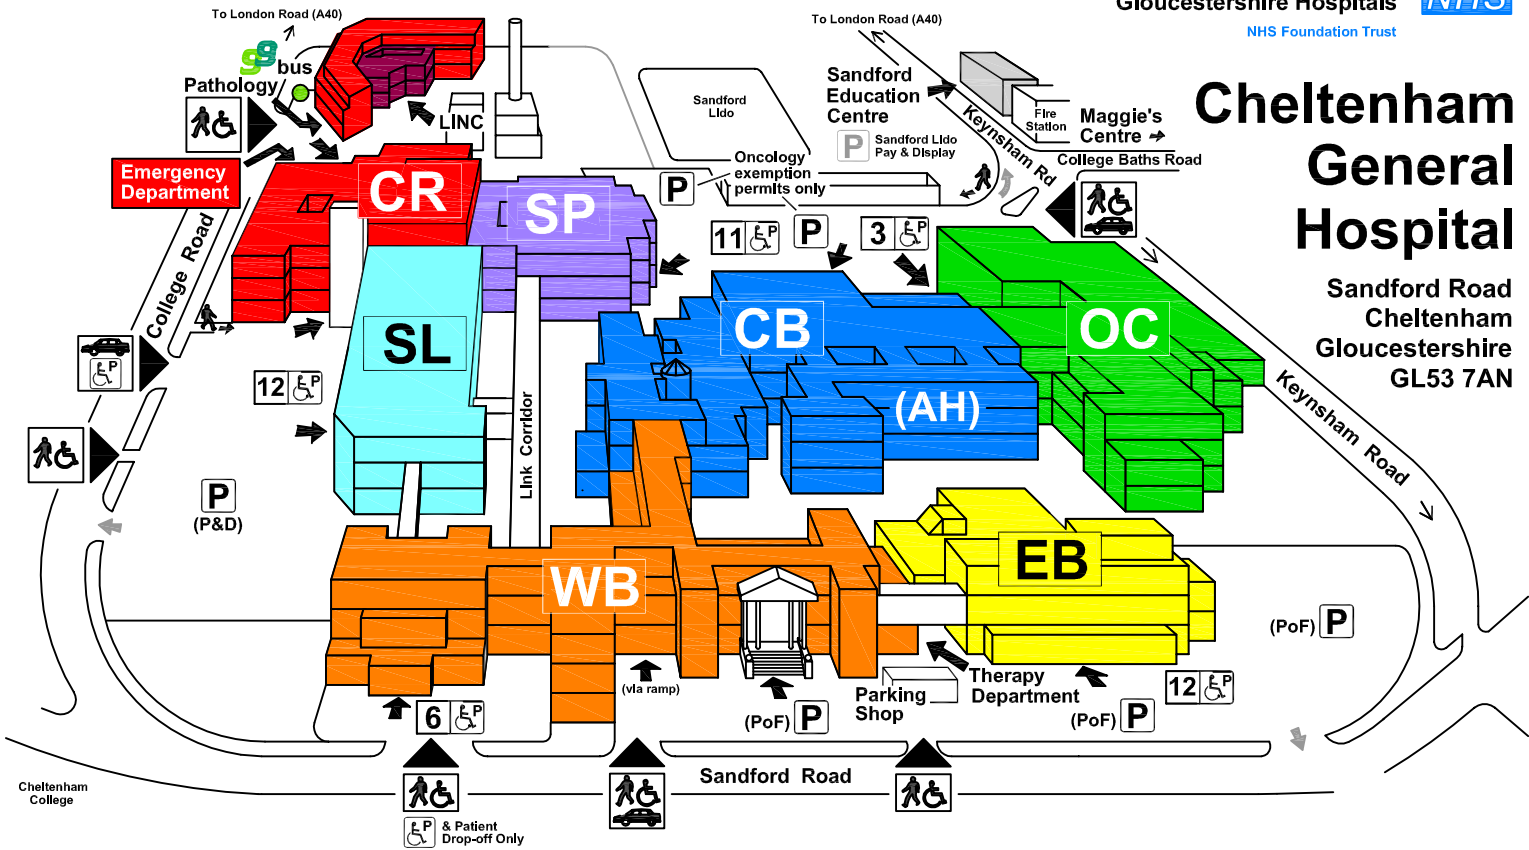 Gloucestershire Hospitals
NHS
NHS Foundation Trust
Cheltenham
General
Hospital
Sandford Road
Cheltenham
Gloucestershire
GL53 7AN
To London Road (A40)
gg
bus
Pathology
LINC
Emergency
Department
CR
SP
SL
College Road
Sandford
Lido
To London Road (A40)
Sandford
Education
Centre
P Sandford Lido
Pay & Display
Fire
Station
Maggie's
Centre
College Baths Road
Keynsham Rd
Oncology
exemption
permits only
P
P
11 P
3 P
CB
(AH)
OC
Keynsham Road
P
12 P
Link Corridor
P
(P&D)
WB
EB
(PoF) P
Therapy
Department
12 P
(via ramp)
Parking
Shop
(PoF) P
(PoF) P
6 P
Sandford Road
Cheltenham
College
P & Patient
Drop-off Only